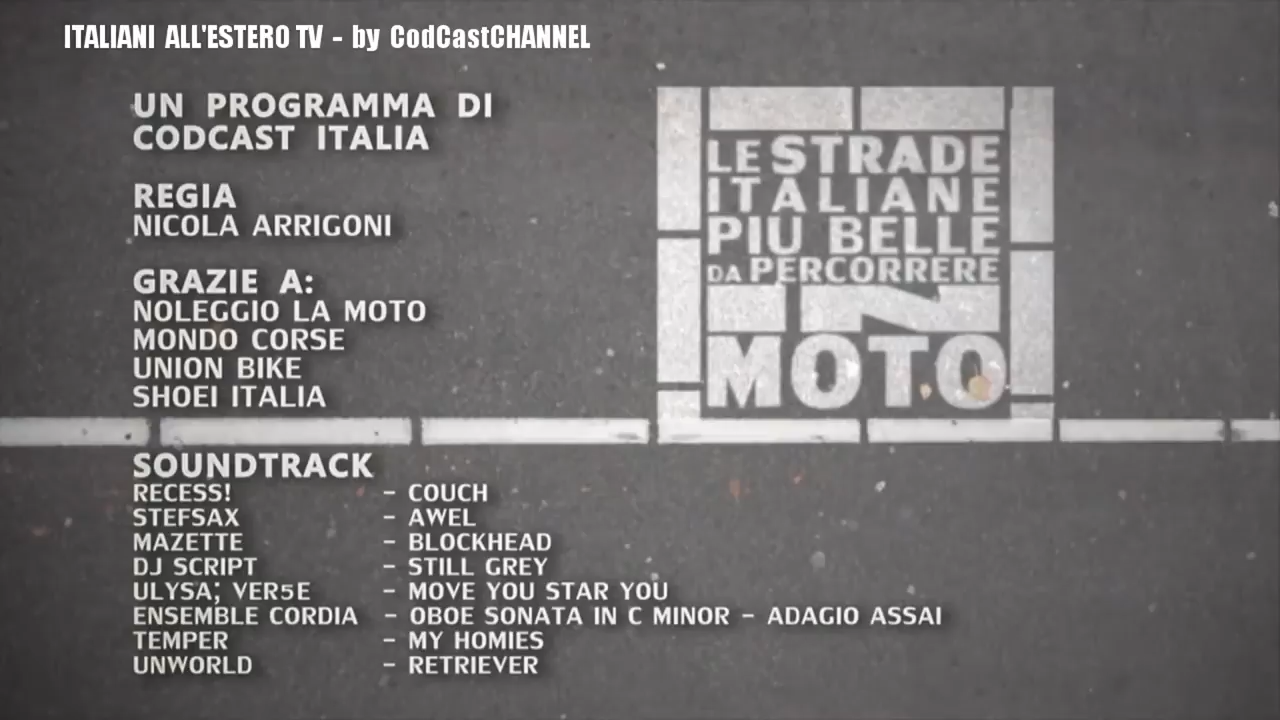 ITALIANI ALL'ESTERO TV - by CodCastCHANNEL
UN PROGRAMMA DI
CODCAST ITALIA
REGIA
NICOLA ARRIGONI
GRAZIE A:
NOLEGGIO LA MOTO
MONDO CORSE
UNION BIKE
SHOEI ITALIA
LE STRADE
ITALIANE
PIÙ BELLE
DA PERCORRERE
IN
MOTO
SOUNDTRACK
RECESS! - COUCH
STEFSAX - AWEL
MAZETTE - BLOCKHEAD
DJ SCRIPT - STILL GREY
ULYSA; VER5E - MOVE YOU STAR YOU
ENSEMBLE CORDIA - OBOE SONATA IN C MINOR - ADAGIO ASSAI
TEMPER - MY HOMIES
UNWORLD - RETRIEVER